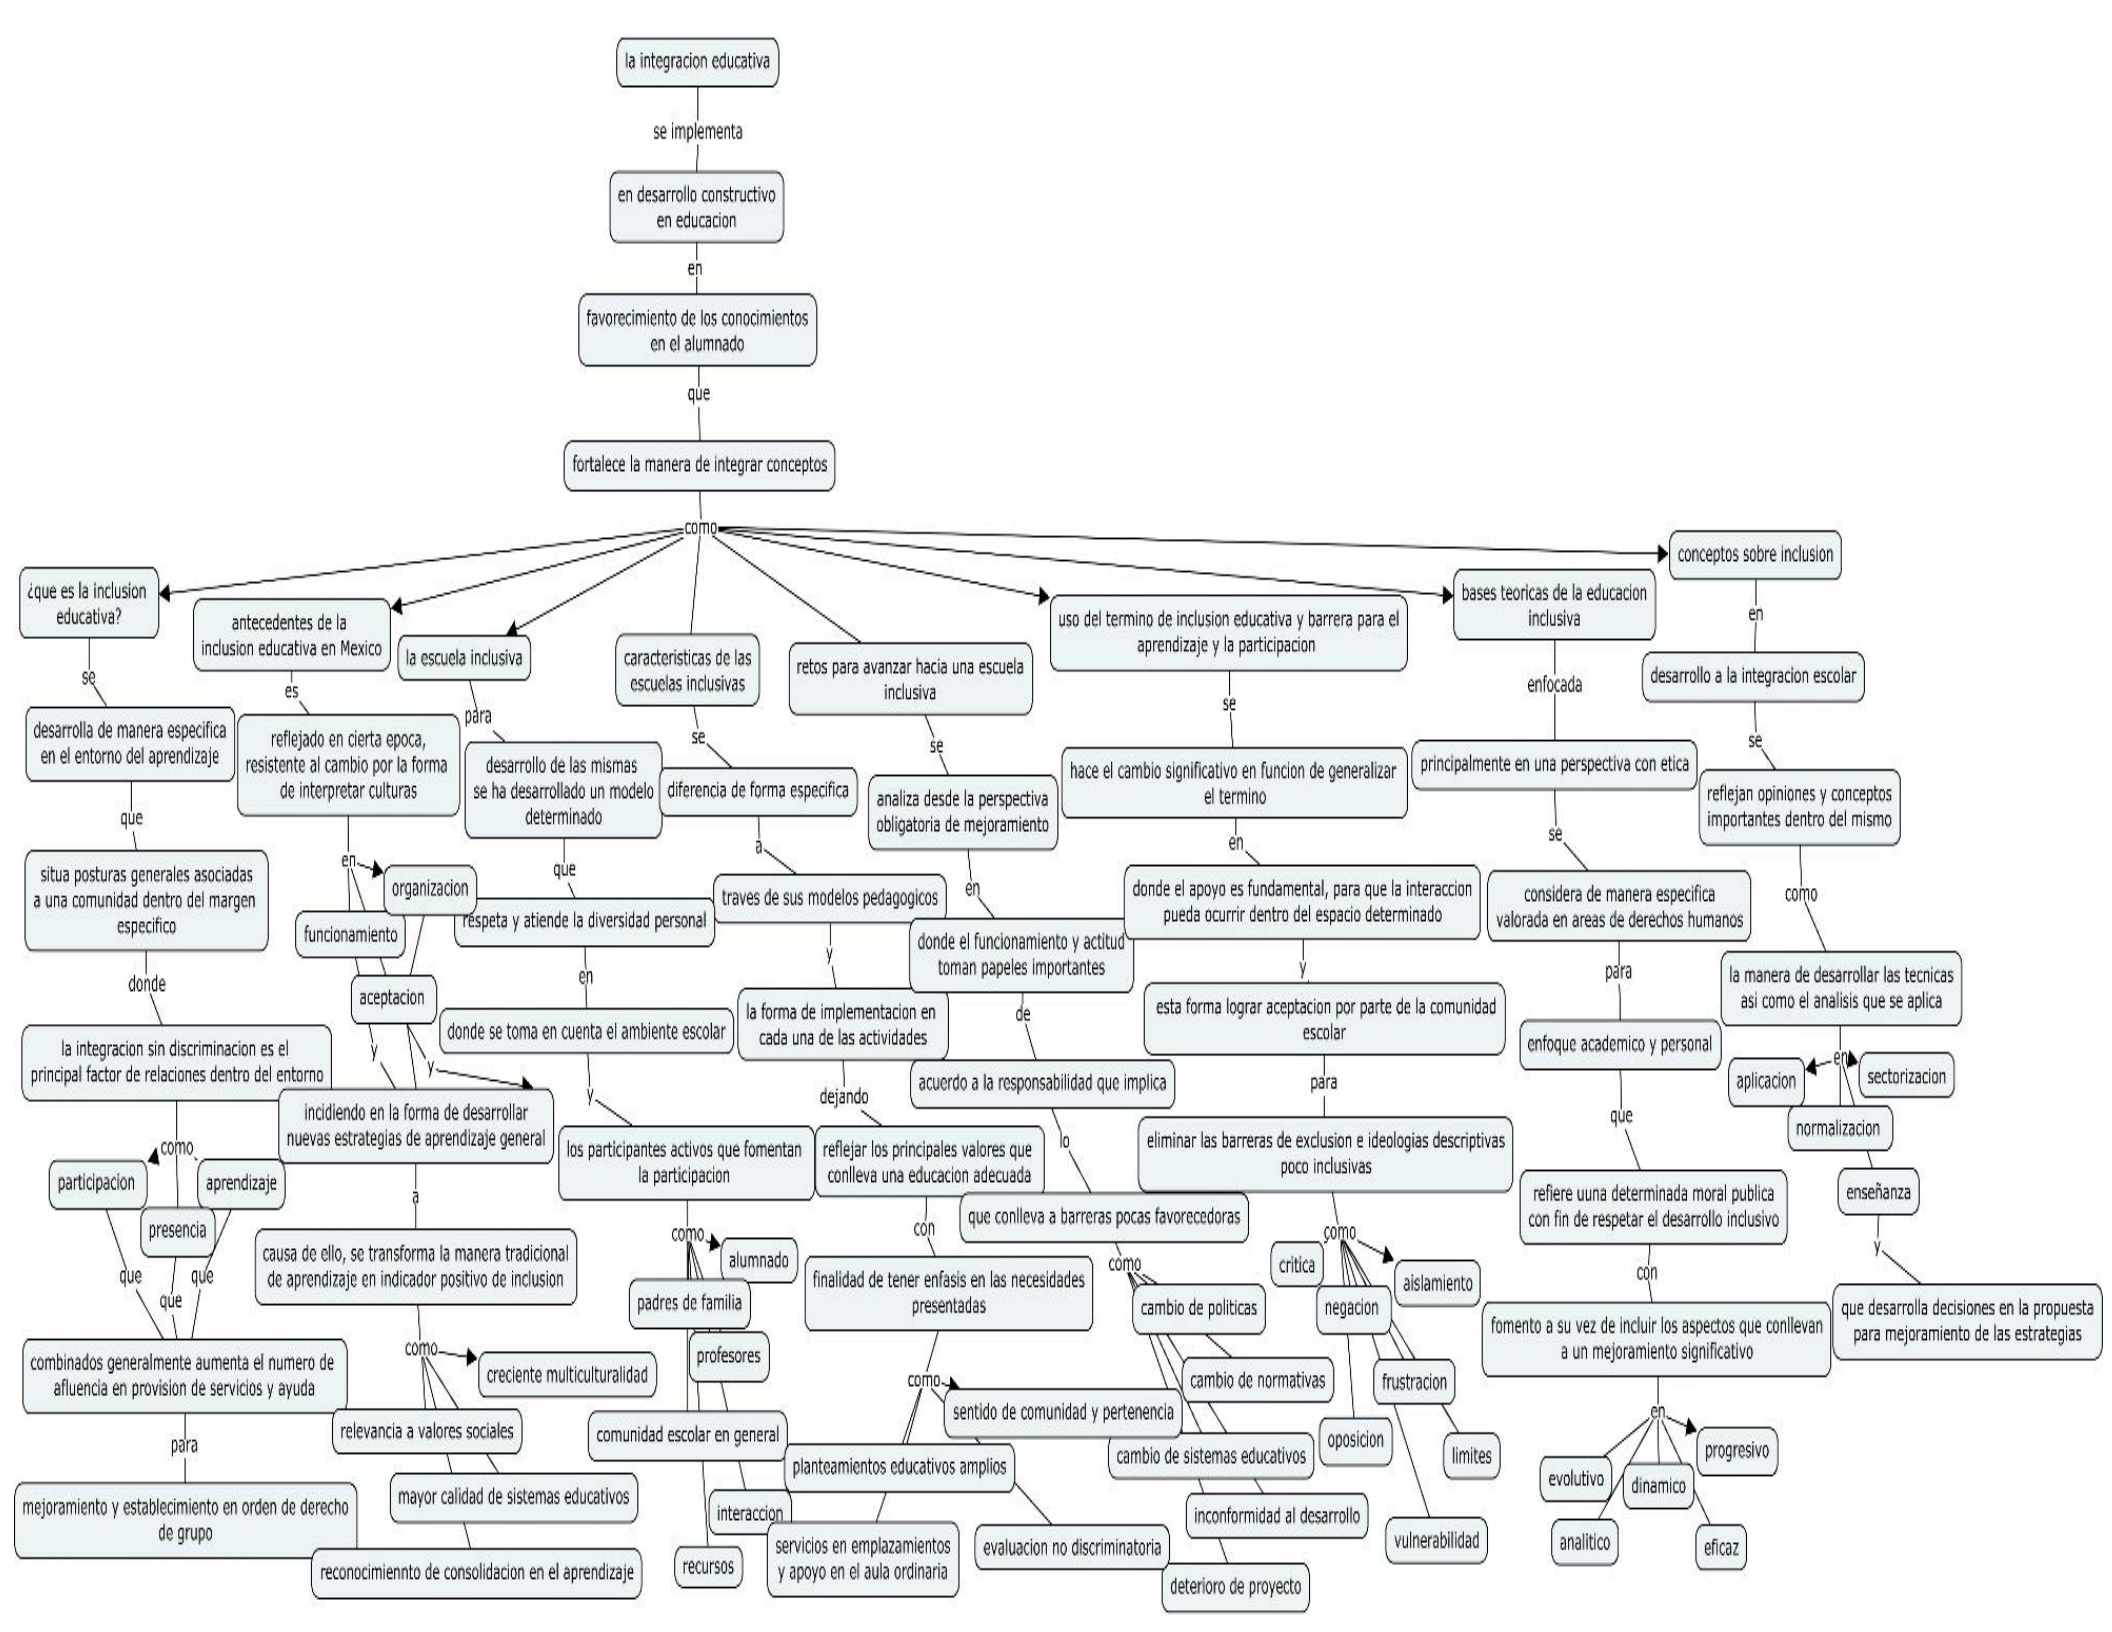 la integracion educativa
se implementa
en desarrollo constructivo
en educacion
en
favorecimiento de los conocimientos
en el alumnado
que
fortalece la manera de integrar conceptos
como
¿que es la inclusion
educativa?
se
desarrolla de manera especifica
en el entorno del aprendizaje
que
situa posturas generales asociadas
a una comunidad dentro del margen
especifico
donde
la integracion sin discriminacion es el
principal factor de relaciones dentro del entorno
como
participacion
aprendizaje
presencia
que
que
que
combinados generalmente aumenta el numero de
afluencia en provision de servicios y ayuda
para
mejoramiento y establecimiento en orden de derecho
de grupo
antecedentes de la
inclusion educativa en Mexico
es
reflejado en cierta epoca,
resistente al cambio por la forma
de interpretar culturas
en
organizacion
funcionamiento
aceptacion
y
y
incidiendo en la forma de desarrollar
nuevas estrategias de aprendizaje general
a
causa de ello, se transforma la manera tradicional
de aprendizaje en indicador positivo de inclusion
como
creciente multiculturalidad
relevancia a valores sociales
mayor calidad de sistemas educativos
reconocimiennto de consolidacion en el aprendizaje
la escuela inclusiva
para
desarrollo de las mismas
se ha desarrollado un modelo
determinado
que
respeta y atiende la diversidad personal
en
donde se toma en cuenta el ambiente escolar
y
los participantes activos que fomentan
la participacion
como
alumnado
padres de familia
profesores
comunidad escolar en general
interaccion
recursos
caracteristicas de las
escuelas inclusivas
se
diferencia de forma especifica
a
traves de sus modelos pedagogicos
y
la forma de implementacion en
cada una de las actividades
dejando
reflejar los principales valores que
conlleva una educacion adecuada
con
finalidad de tener enfasis en las necesidades
presentadas
como
sentido de comunidad y pertenencia
planteamientos educativos amplios
servicios en emplazamientos
y apoyo en el aula ordinaria
evaluacion no discriminatoria
retos para avanzar hacia una escuela
inclusiva
se
analiza desde la perspectiva
obligatoria de mejoramiento
en
donde el funcionamiento y actitud
toman papeles importantes
de
acuerdo a la responsabilidad que implica
lo
que conlleva a barreras pocas favorecedoras
como
cambio de politicas
cambio de normativas
cambio de sistemas educativos
inconformidad al desarrollo
deterioro de proyecto
uso del termino de inclusion educativa y barrera para el
aprendizaje y la participacion
se
hace el cambio significativo en funcion de generalizar
el termino
en
donde el apoyo es fundamental, para que la interaccion
pueda ocurrir dentro del espacio determinado
y
esta forma lograr aceptacion por parte de la comunidad
escolar
para
eliminar las barreras de exclusion e ideologias descriptivas
poco inclusivas
como
critica
aislamiento
negacion
frustracion
oposicion
limites
vulnerabilidad
bases teoricas de la educacion
inclusiva
enfocada
principalmente en una perspectiva con etica
se
considera de manera especifica
valorada en areas de derechos humanos
para
enfoque academico y personal
que
refiere uuna determinada moral publica
con fin de respetar el desarrollo inclusivo
con
fomento a su vez de incluir los aspectos que conllevan
a un mejoramiento significativo
en
progresivo
evolutivo
dinamico
analitico
eficaz
conceptos sobre inclusion
en
desarrollo a la integracion escolar
se
reflejan opiniones y conceptos
importantes dentro del mismo
como
la manera de desarrollar las tecnicas
asi como el analisis que se aplica
en
aplicacion
sectorizacion
normalizacion
enseñanza
y
que desarrolla decisiones en la propuesta
para mejoramiento de las estrategias